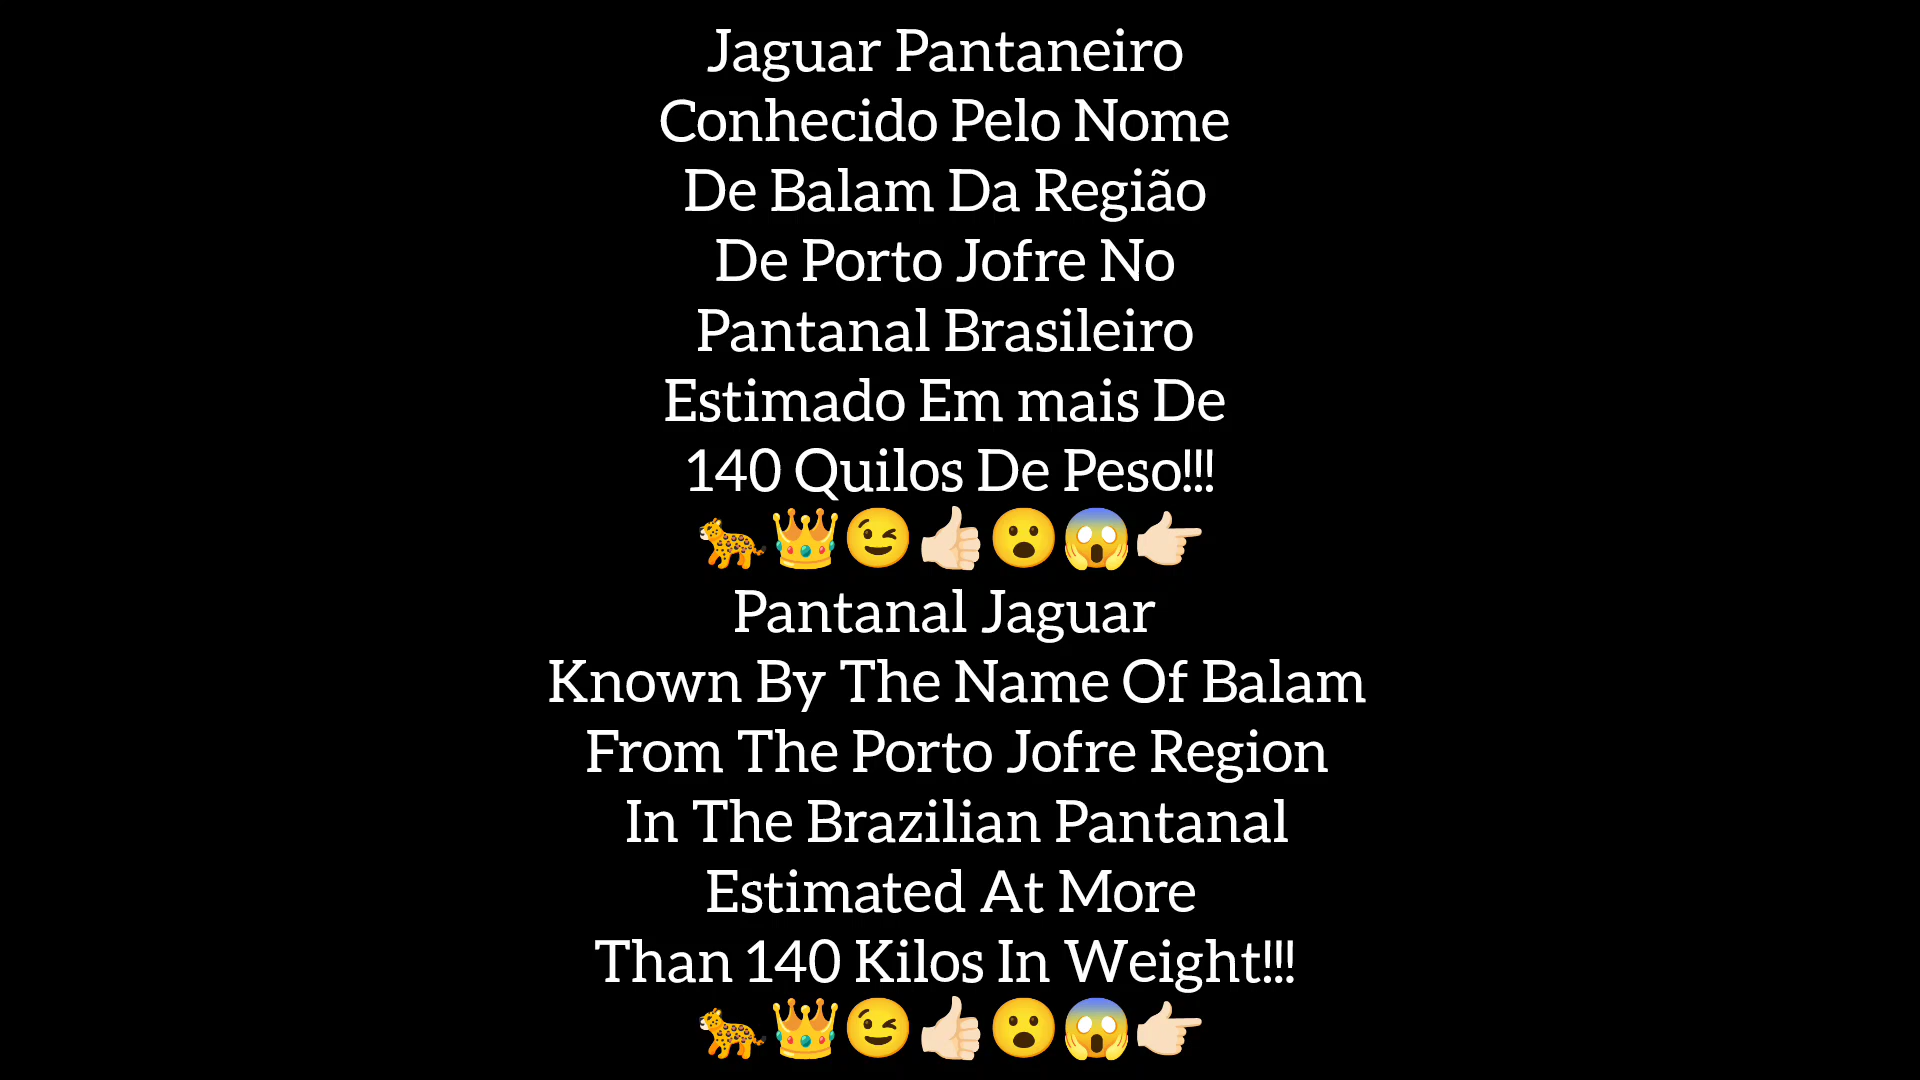 Jaguar Pantaneiro
Conhecido Pelo Nome
De Balam Da Região
De Porto Jofre No
Pantanal Brasileiro
Estimado Em mais De
140 Quilos De Peso!!!
🐆👑😉👍🏻😮😱👉🏻
Pantanal Jaguar
Known By The Name Of Balam
From The Porto Jofre Region
In The Brazilian Pantanal
Estimated At More
Than 140 Kilos In Weight!!!
🐆👑😉👍🏻😮😱👉🏻